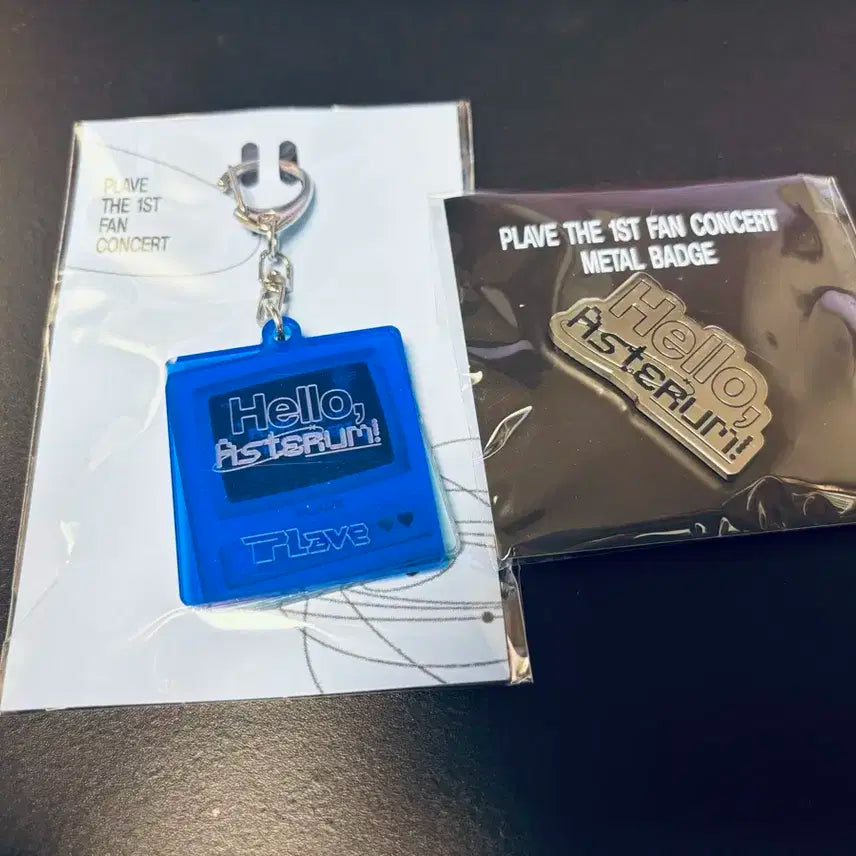 PLAVE
THE 1ST
FAN
CONCERT
Hello,
Asterum!
PLAVE
PLAVE THE 1ST FAN CONCERT
METAL BADGE
Hello,
Asterum!